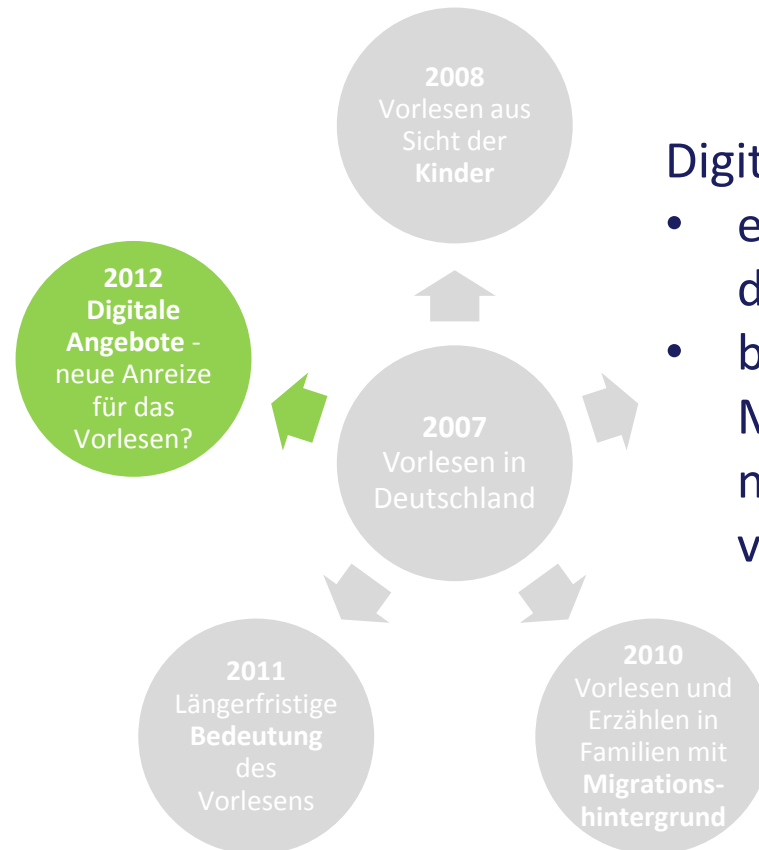 2008
Vorlesen aus
Sicht der
Kinder
2012
Digitale
Angebote -
neue Anreize
für das
Vorlesen?
2007
Vorlesen in
Deutschland
2011
Längerfristige
Bedeutung
des
Vorlesens
2010
Vorlesen und
Erzählen in
Familien mit
Migrations-
hintergrund